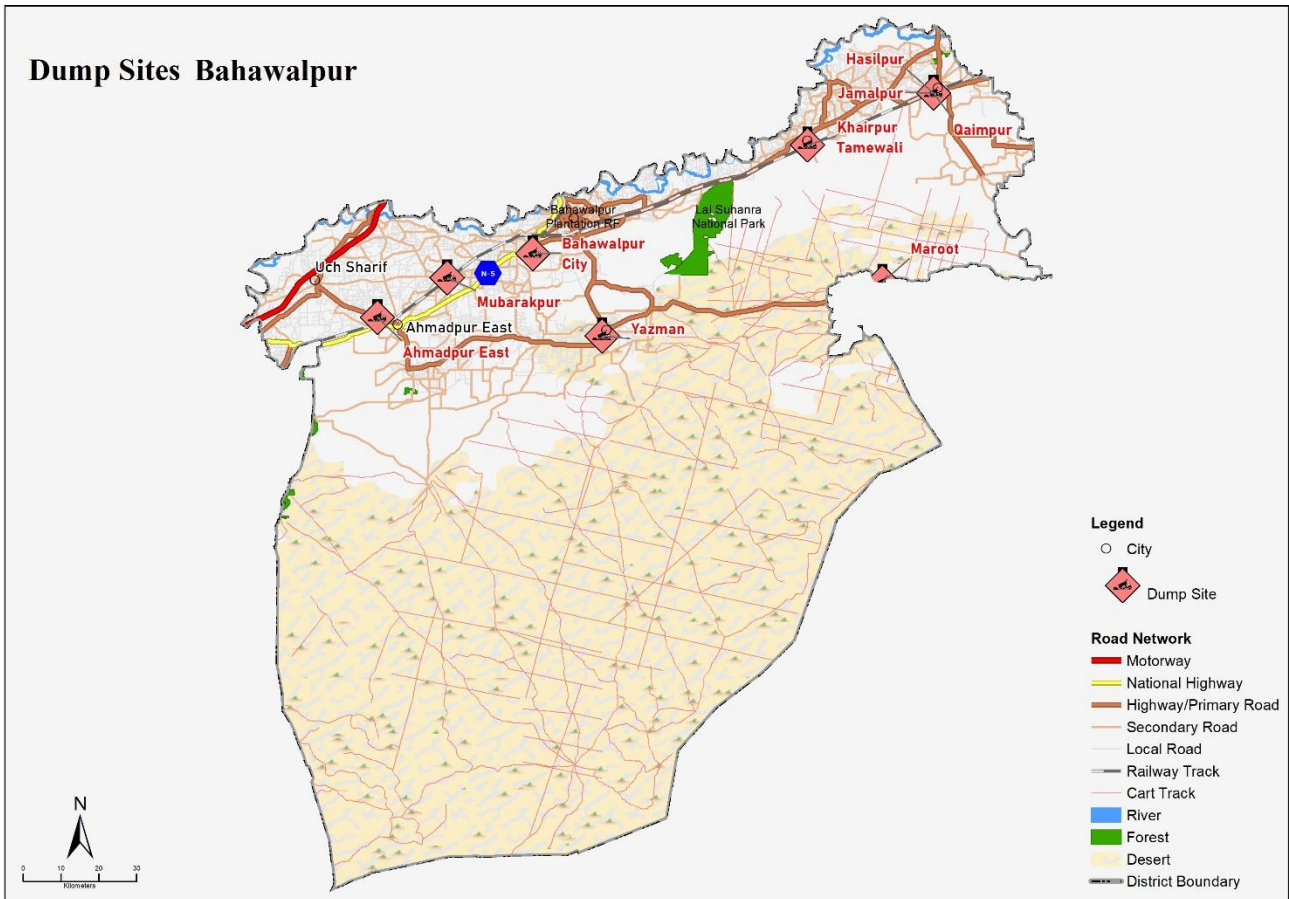 Dump Sites Bahawalpur
Hasilpur
Jamalpur
Qaimpur
Khairpur
Tamewali
Bahawalpur
Plantation RF
Lal Suhanra
National Park
Maroot
Bahawalpur
City
Uch Sharif
N-5
Mubarakpur
Ahmadpur East
Yazman
Ahmadpur East
Legend
City
Dump Site
Road Network
Motorway
National Highway
Highway/Primary Road
Secondary Road
Local Road
Railway Track
Cart Track
River
Forest
Desert
District Boundary
N
0 10 20 30
Kilometers